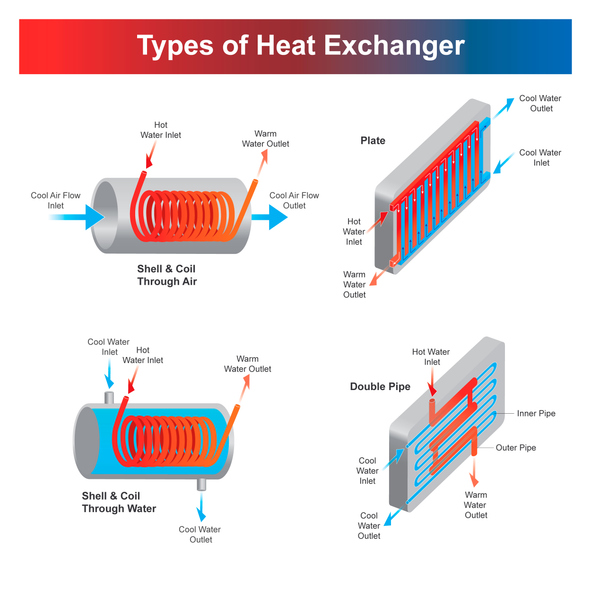 Types of Heat Exchanger
Hot
Water Inlet
Warm
Water Outlet
Cool Air Flow
Inlet
Cool Air Flow
Outlet
Shell & Coil
Through Air
Plate
Cool Water
Outlet
Cool Water
Inlet
Hot
Water
Inlet
Warm
Water
Outlet
Cool Water
Inlet
Hot
Water Inlet
Warm
Water Outlet
Shell & Coil
Through Water
Cool Water
Outlet
Hot Water
Inlet
Double Pipe
Inner Pipe
Outer Pipe
Cool
Water
Inlet
Warm
Water
Outlet
Cool
Water
Outlet